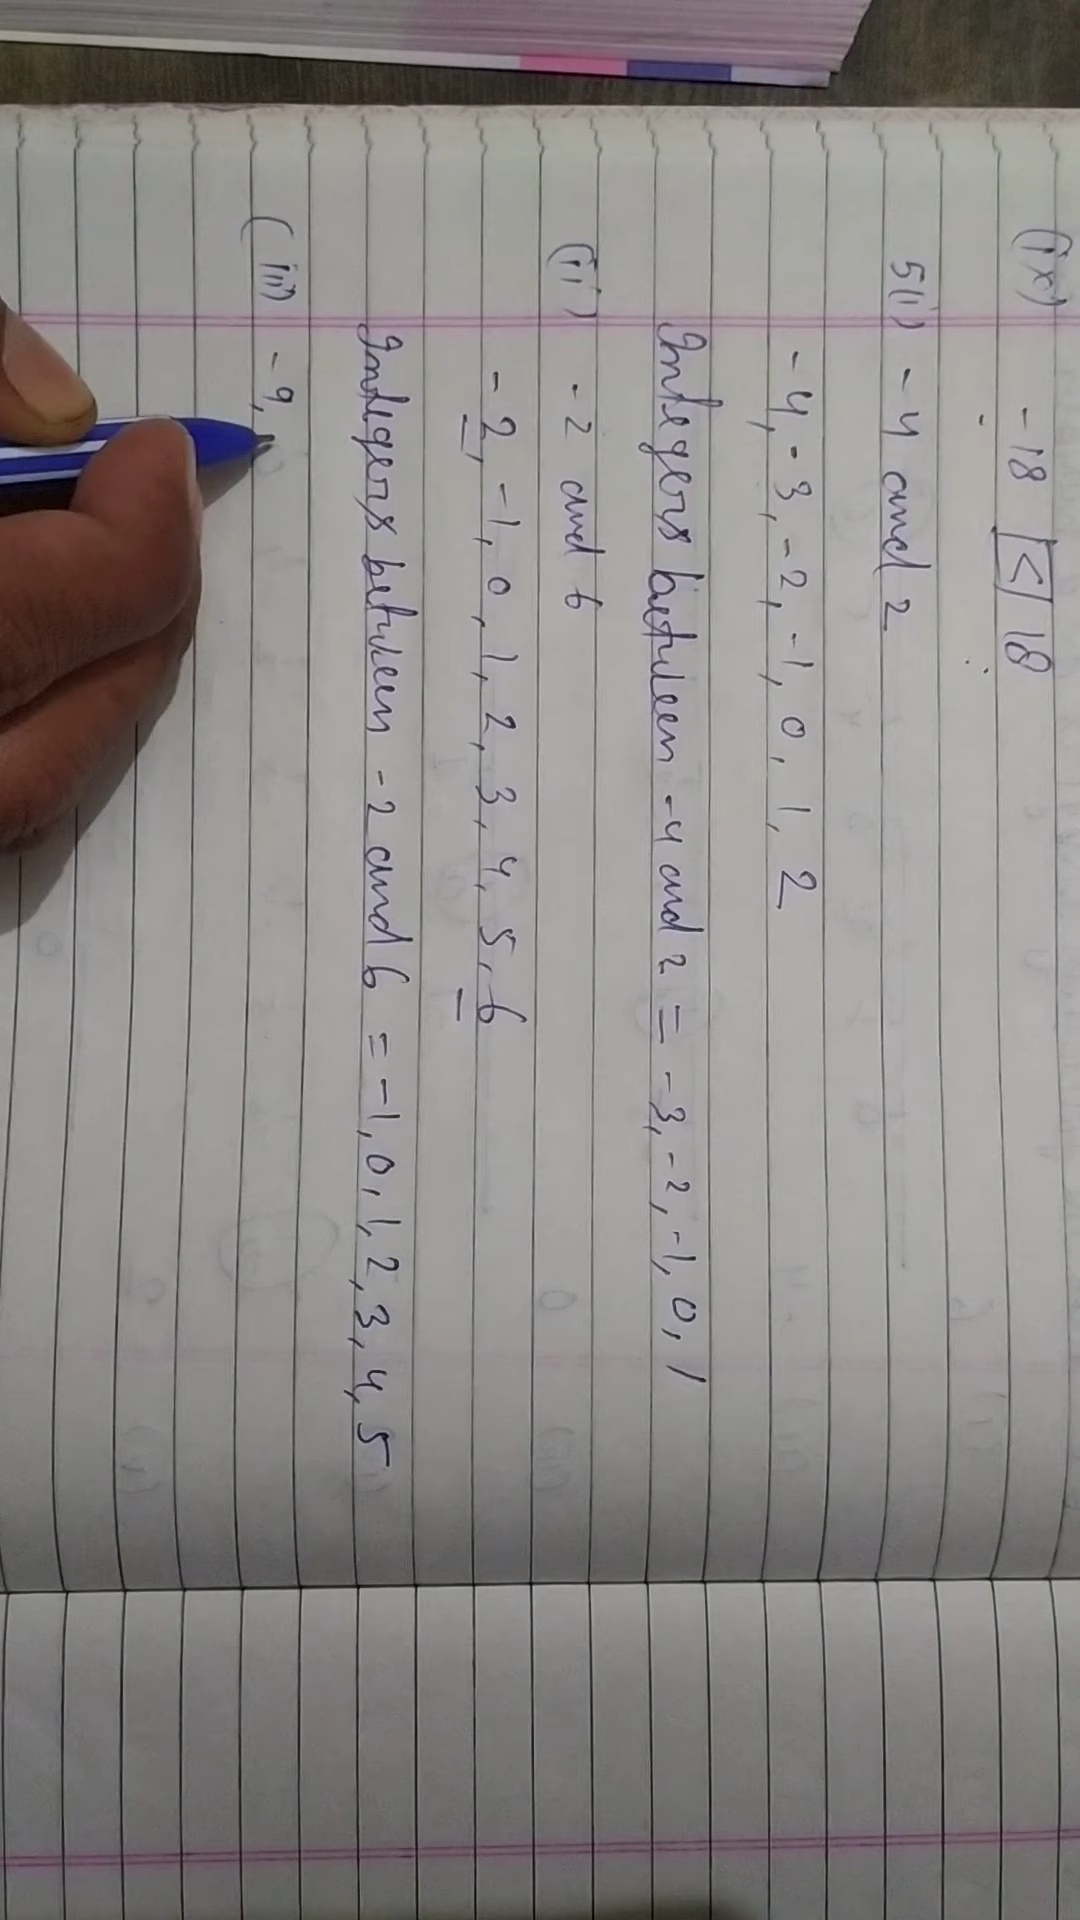 (ix) -18 < 18
5(i) -4 and 2
-4, -3, -2, -1, 0, 1, 2
Integers between -4 and 2 = -3, -2, -1, 0, 1
(ii) -2 and 6
-2, -1, 0, 1, 2, 3, 4, 5, 6
Integers between -2 and 6 = -1, 0, 1, 2, 3, 4, 5
(iii) -9,